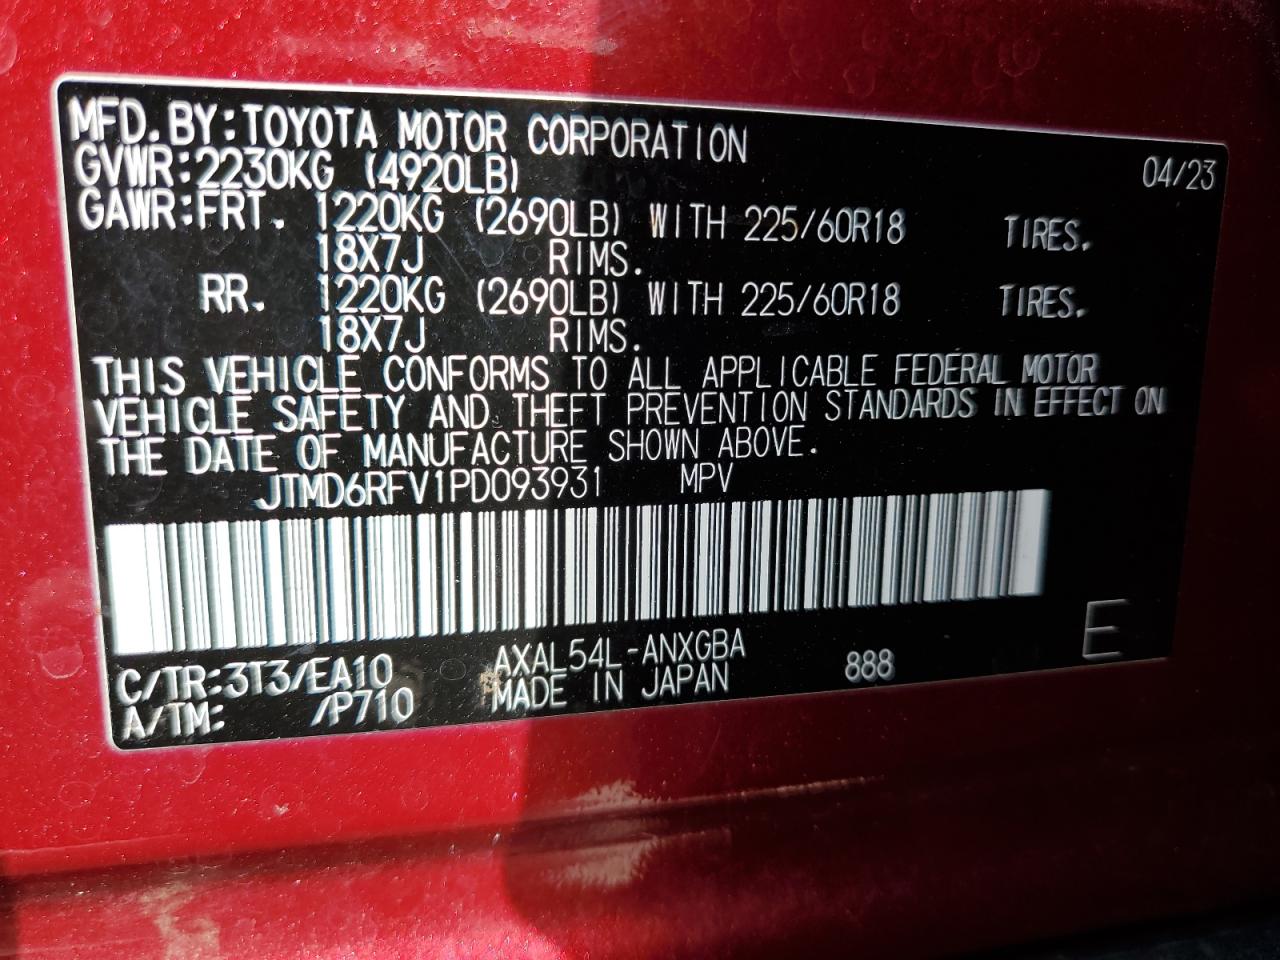 MFD.BY:TOYOTA MOTOR CORPORATION 04/23
GVWR:2230KG (4920LB)
GAWR:FRT. 1220KG (2690LB) WITH 225/60R18 TIRES.
18X7J RIMS.
RR. 1220KG (2690LB) WITH 225/60R18 TIRES.
18X7J RIMS.
THIS VEHICLE CONFORMS TO ALL APPLICABLE FEDERAL MOTOR
VEHICLE SAFETY AND THEFT PREVENTION STANDARDS IN EFFECT ON
THE DATE OF MANUFACTURE SHOWN ABOVE.
JTMD6RFV1PD093931 MPV
C/TR:3T3/EA10 AXAL54L-ANXGBA 888 E
A/TM: /P710 MADE IN JAPAN